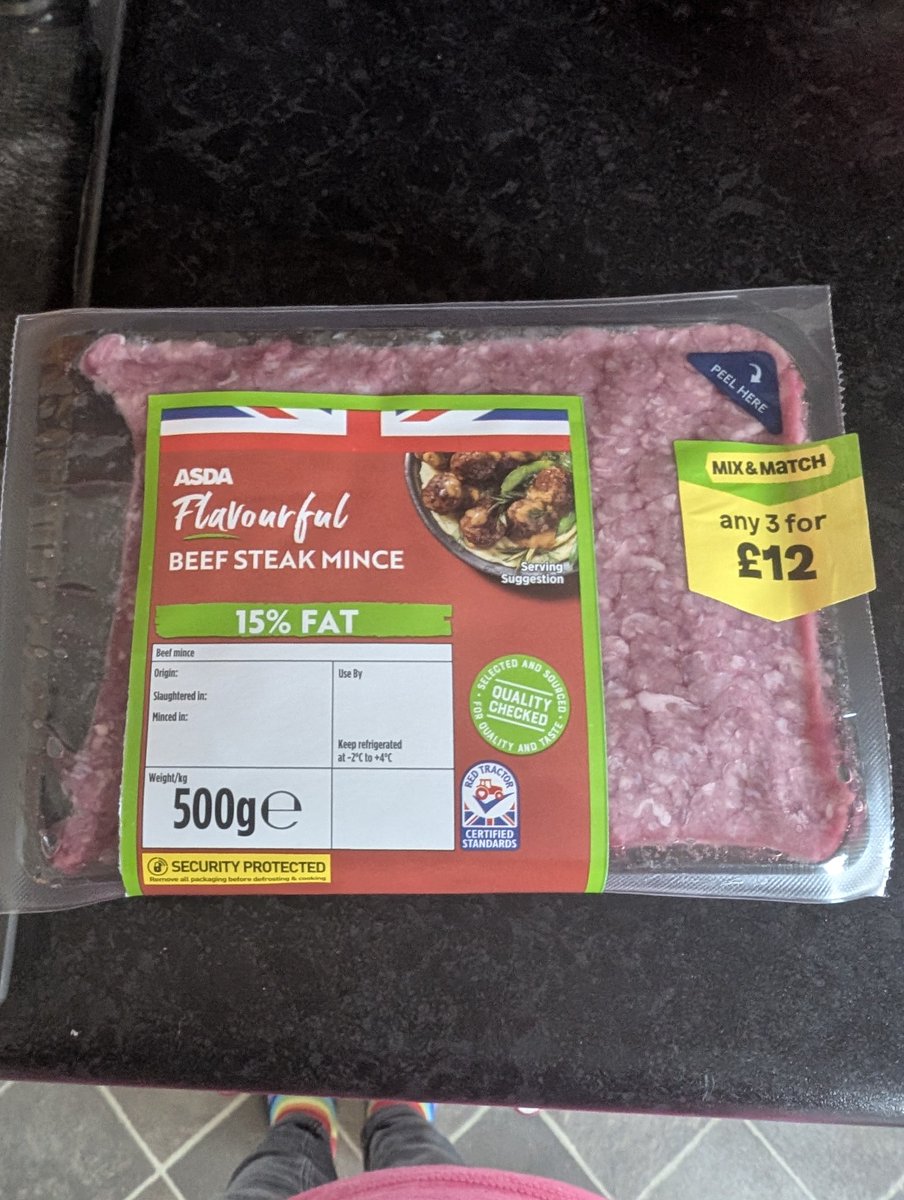 PEEL HERE
MIX & MATCH
any 3 for
£12
ASDA
Flavourful
BEEF STEAK MINCE
Serving
Suggestion
15% FAT
Beef mince
Origin:
Slaughtered in:
Minced in:
Use By
Keep refrigerated
at -2°C to +4°C
SELECTED AND SOURCED
QUALITY
CHECKED
FOR QUALITY AND TASTE
Weight/kg
500g e
RED TRACTOR
CERTIFIED
STANDARDS
SECURITY PROTECTED
Remove all packaging before defrosting & cooking